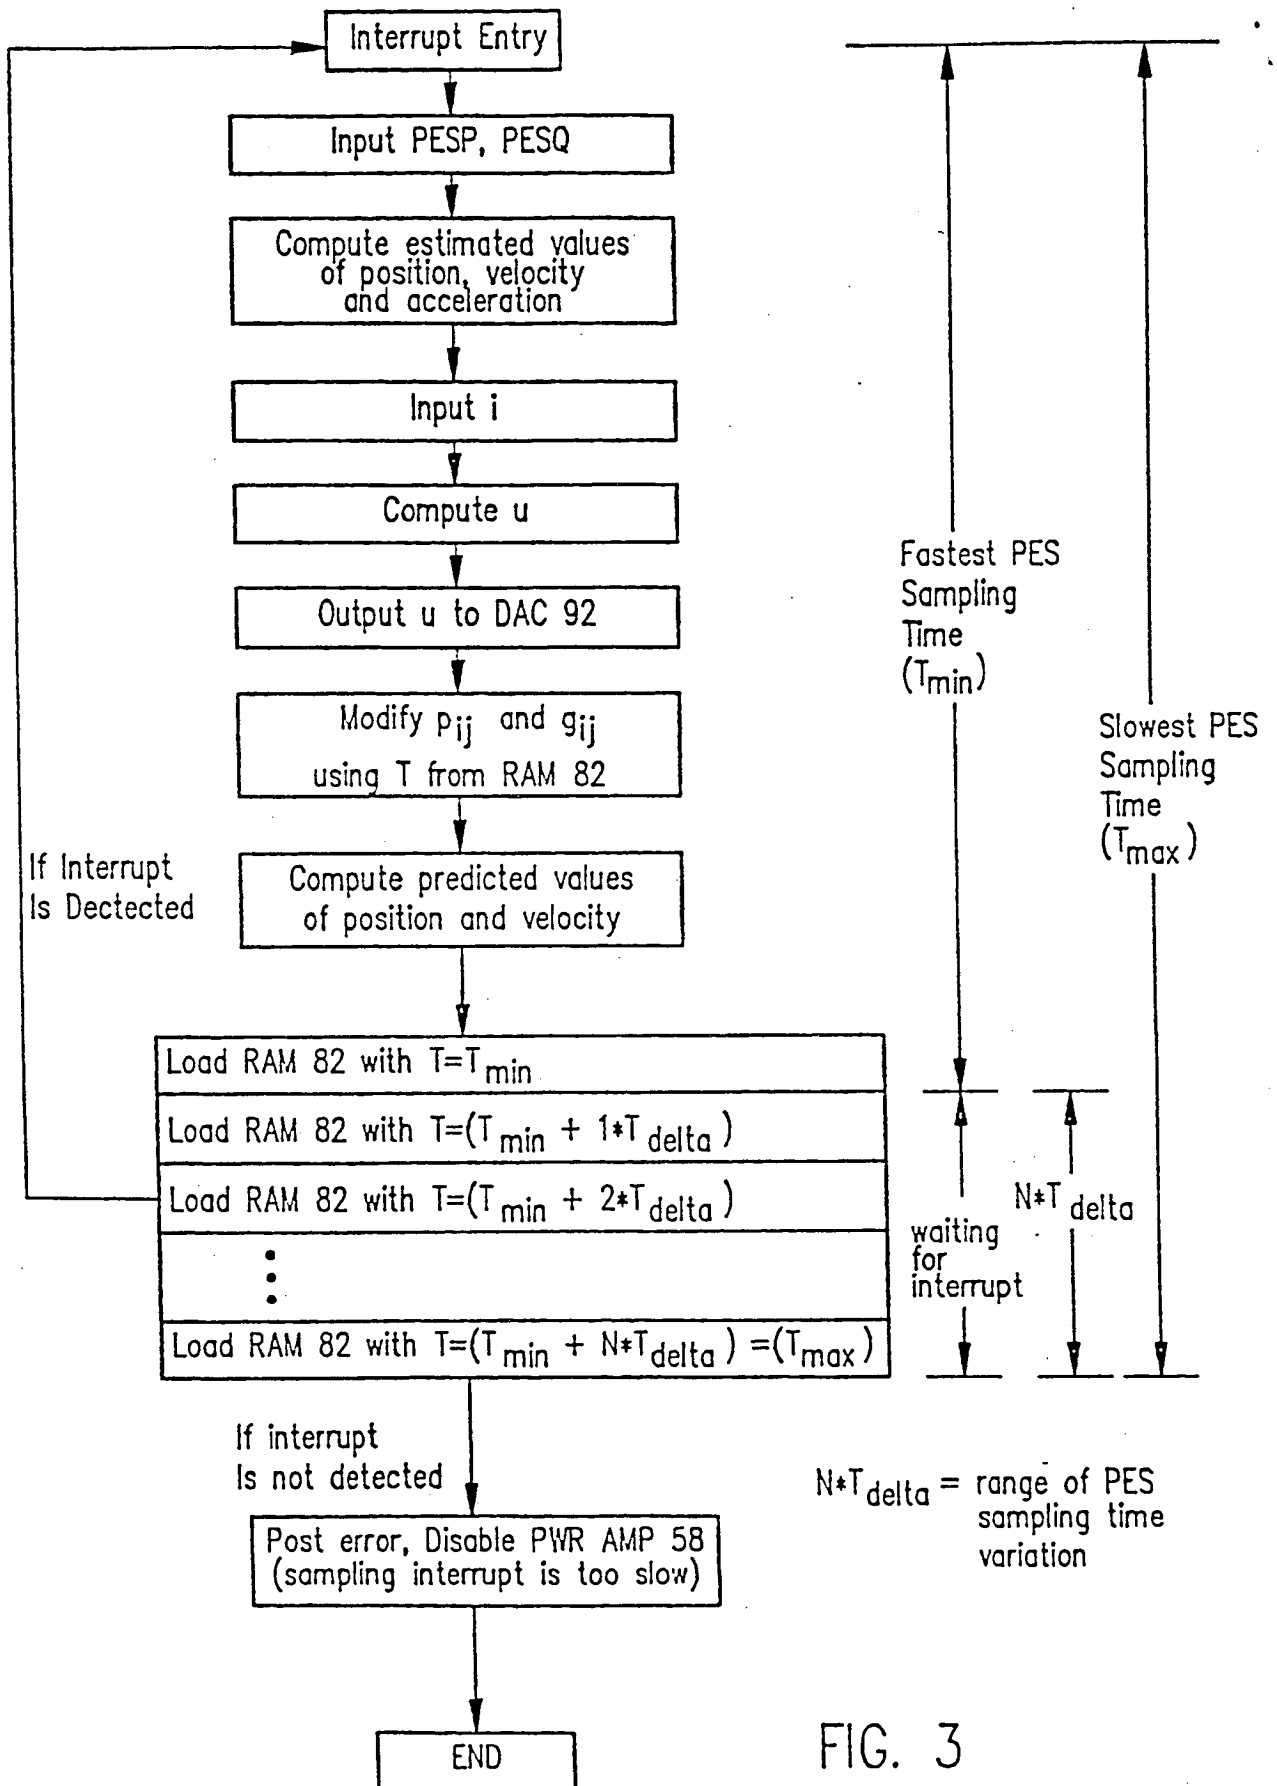 Interrupt Entry
Input PESP, PESQ
Compute estimated values
of position, velocity
and acceleration
Input i
Compute u
Output u to DAC 92
Modify pij and gij
using T from RAM 82
Compute predicted values
of position and velocity
If Interrupt
Is Dectected
Load RAM 82 with T=Tmin
Load RAM 82 with T=(Tmin + 1*Tdelta)
Load RAM 82 with T=(Tmin + 2*Tdelta)
Load RAM 82 with T=(Tmin + N*Tdelta) =(Tmax)
If interrupt
Is not detected
Post error, Disable PWR AMP 58
(sampling interrupt is too slow)
END
Fastest PES
Sampling
Time
(Tmin)
Slowest PES
Sampling
Time
(Tmax)
waiting
for
interrupt
N*Tdelta
N*Tdelta = range of PES
sampling time
variation
FIG. 3